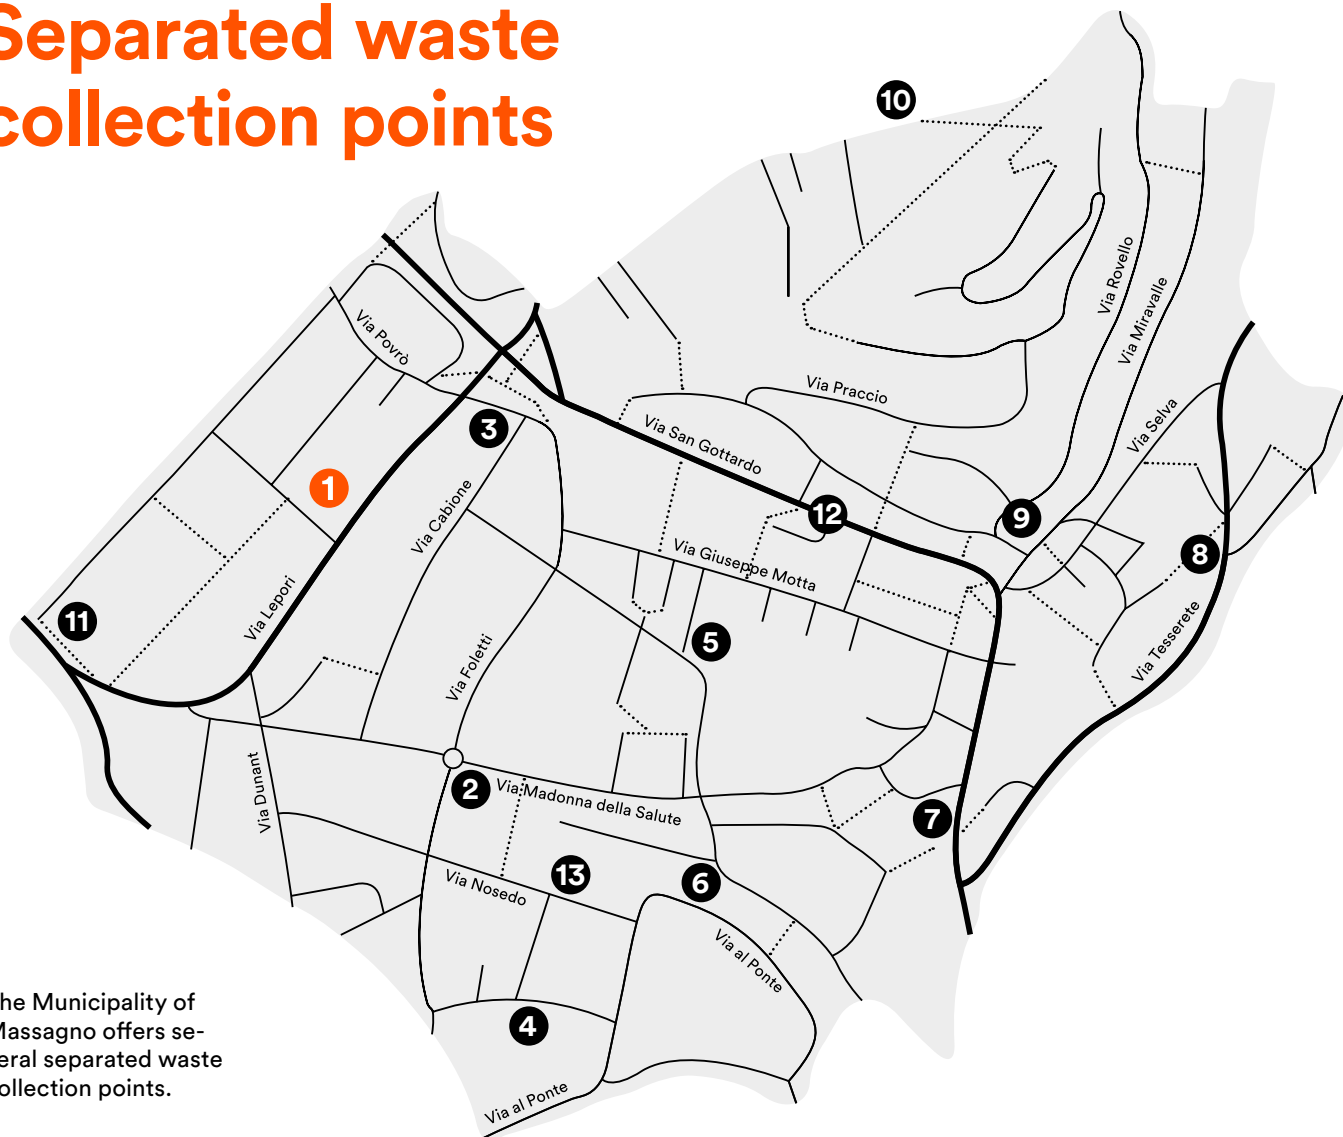 Separated waste
collection points
10
Via Rovello
Via Miravalle
Via Povrò
Via Praccio
3
Via San Gottardo
Via Selva
1
Via Cabione
12
9
Via Giuseppe Motta
8
11
Via Lepori
5
Via Foletti
Via Tesserete
Via Dunant
2
Via Madonna della Salute
7
13
6
Via Nosedo
Via al Ponte
4
Via al Ponte
he Municipality of
Massagno offers se-
eral separated waste
ollection points.